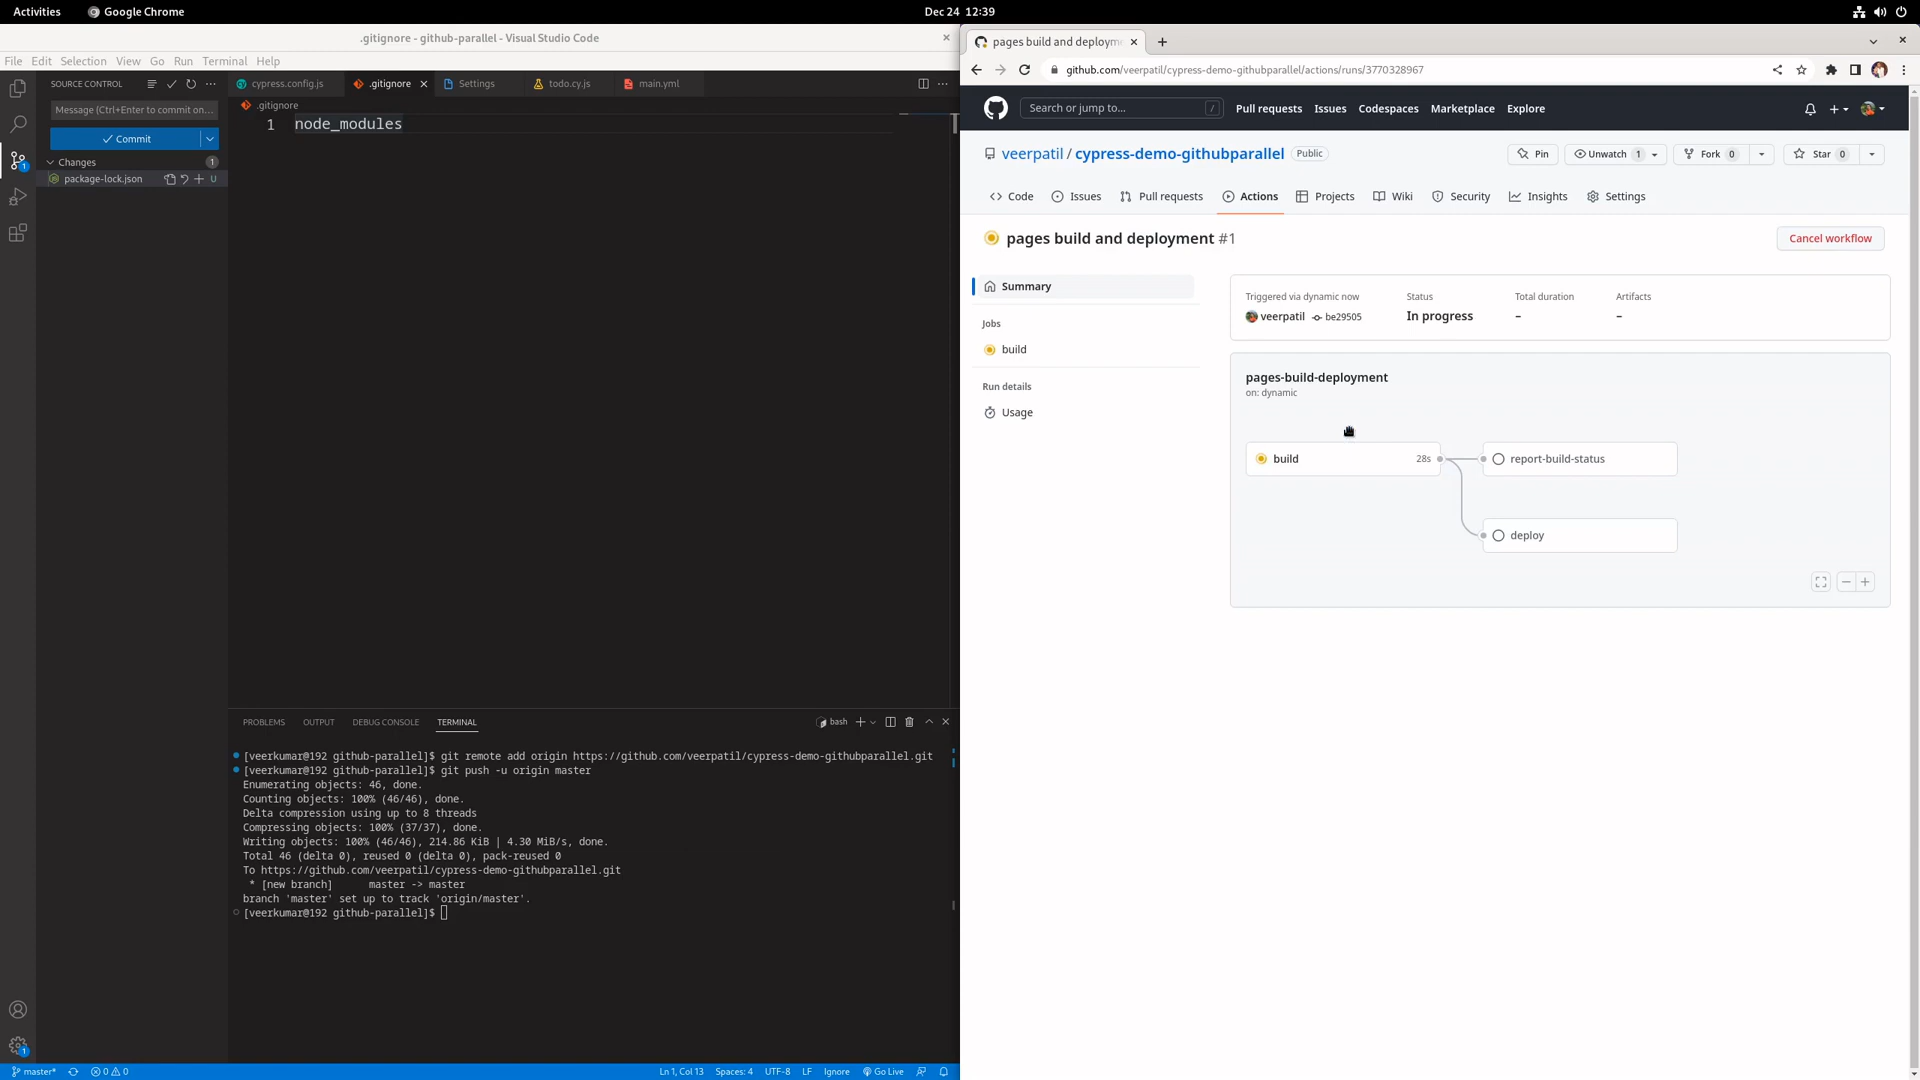 Activities
Google Chrome
Dec 24 12:39
.gitignore - github-parallel - Visual Studio Code
File Edit Selection View Go Run Terminal Help
SOURCE CONTROL
Message (Ctrl+Enter to commit on...
Commit
Changes
1
package-lock.json
U
1
1
cypress.config.js
.gitignore
Settings
todo.cy.js
main.yml
.gitignore
1 node_modules
PROBLEMS OUTPUT DEBUG CONSOLE TERMINAL
bash
[veerkumar@192 github-parallel]$ git remote add origin https://github.com/veerpatil/cypress-demo-githubparallel.git
[veerkumar@192 github-parallel]$ git push -u origin master
Enumerating objects: 46, done.
Counting objects: 100% (46/46), done.
Delta compression using up to 8 threads
Compressing objects: 100% (37/37), done.
Writing objects: 100% (46/46), 214.86 KiB | 4.30 MiB/s, done.
Total 46 (delta 0), reused 0 (delta 0), pack-reused 0
To https://github.com/veerpatil/cypress-demo-githubparallel.git
* [new branch] master -> master
branch 'master' set up to track 'origin/master'.
[veerkumar@192 github-parallel]$
master*
0 0
Ln 1, Col 13
Spaces: 4
UTF-8
LF
Ignore
Go Live
pages build and deploym
github.com/veerpatil/cypress-demo-githubparallel/actions/runs/3770328967
Search or jump to...
/
Pull requests Issues Codespaces Marketplace Explore
veerpatil / cypress-demo-githubparallel
Public
Pin
Unwatch 1
Fork 0
Star 0
Code
Issues
Pull requests
Actions
Projects
Wiki
Security
Insights
Settings
pages build and deployment #1
Cancel workflow
Summary
Jobs
build
Run details
Usage
Triggered via dynamic now
veerpatil be29505
Status
In progress
Total duration
–
Artifacts
–
pages-build-deployment
on: dynamic
build 28s
report-build-status
deploy